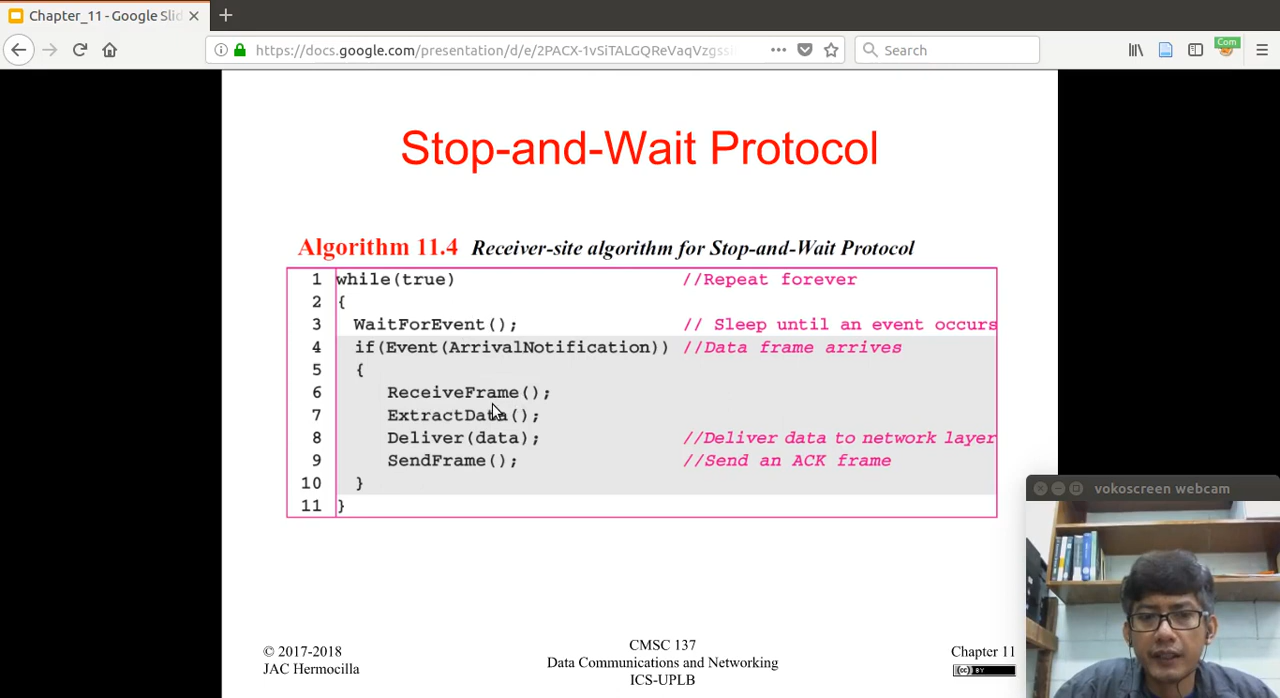 Chapter_11 - Google Slid
https://docs.google.com/presentation/d/e/2PACX-1vSiTALGQReVaqVzgssl
Search
Com
Stop-and-Wait Protocol
Algorithm 11.4 Receiver-site algorithm for Stop-and-Wait Protocol
1 while(true) //Repeat forever
2 {
3 WaitForEvent(); // Sleep until an event occurs
4 if(Event(ArrivalNotification)) //Data frame arrives
5 {
6 ReceiveFrame();
7 ExtractData();
8 Deliver(data); //Deliver data to network layer
9 SendFrame(); //Send an ACK frame
10 }
11 }
vokoscreen webcam
© 2017-2018
JAC Hermocilla
CMSC 137
Data Communications and Networking
ICS-UPLB
Chapter 11
(cc) BY